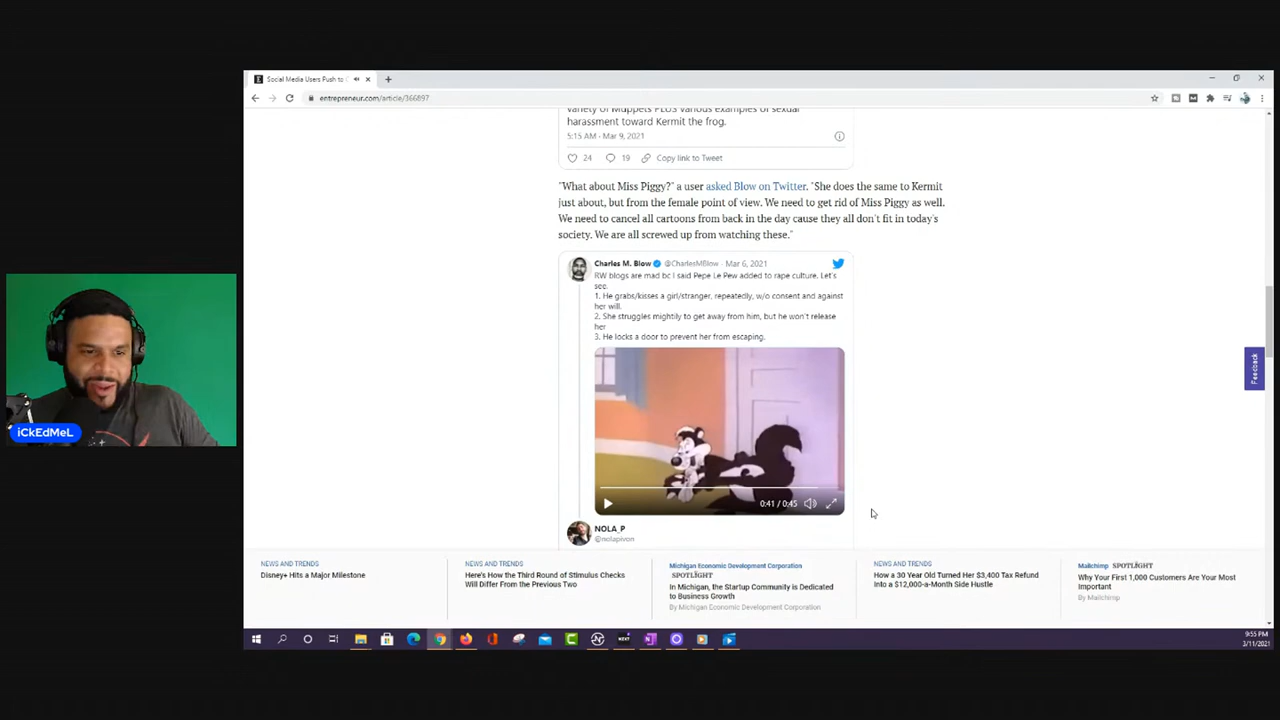 Social Media Users Push to
entrepreneur.com/article/366897
variety of Muppets PLUS various examples of sexual
harassment toward Kermit the frog.
5:15 AM · Mar 9, 2021
24 19 Copy link to Tweet
"What about Miss Piggy?" a user asked Blow on Twitter. "She does the same to Kermit
just about, but from the female point of view. We need to get rid of Miss Piggy as well.
We need to cancel all cartoons from back in the day cause they all don't fit in today's
society. We are all screwed up from watching these."
Charles M. Blow @CharlesMBlow · Mar 6, 2021
RW blogs are mad bc I said Pepe Le Pew added to rape culture. Let's
see.
1. He grabs/kisses a girl/stranger, repeatedly, w/o consent and against
her will.
2. She struggles mightily to get away from him, but he won't release
her
3. He locks a door to prevent her from escaping.
0:41 / 0:45
NOLA_P
@nolapivon
Feedback
iCkEdMeL
NEWS AND TRENDS
Disney+ Hits a Major Milestone
NEWS AND TRENDS
Here's How the Third Round of Stimulus Checks
Will Differ From the Previous Two
Michigan Economic Development Corporation
SPOTLIGHT
In Michigan, the Startup Community is Dedicated
to Business Growth
By Michigan Economic Development Corporation
NEWS AND TRENDS
How a 30 Year Old Turned Her $3,400 Tax Refund
Into a $12,000-a-Month Side Hustle
Mailchimp SPOTLIGHT
Why Your First 1,000 Customers Are Your Most
Important
By Mailchimp
9:55 PM
3/11/2021